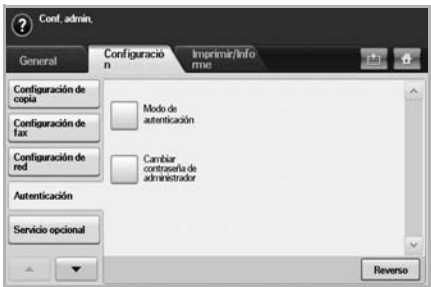 Conf. admin.
General
Configuració
n
Imprimir/Info
rme
Configuración de
copia
Configuración de
fax
Configuración de
red
Autenticación
Servicio opcional
Modo de
autenticación
Cambiar
contraseña de
administrador
Reverso